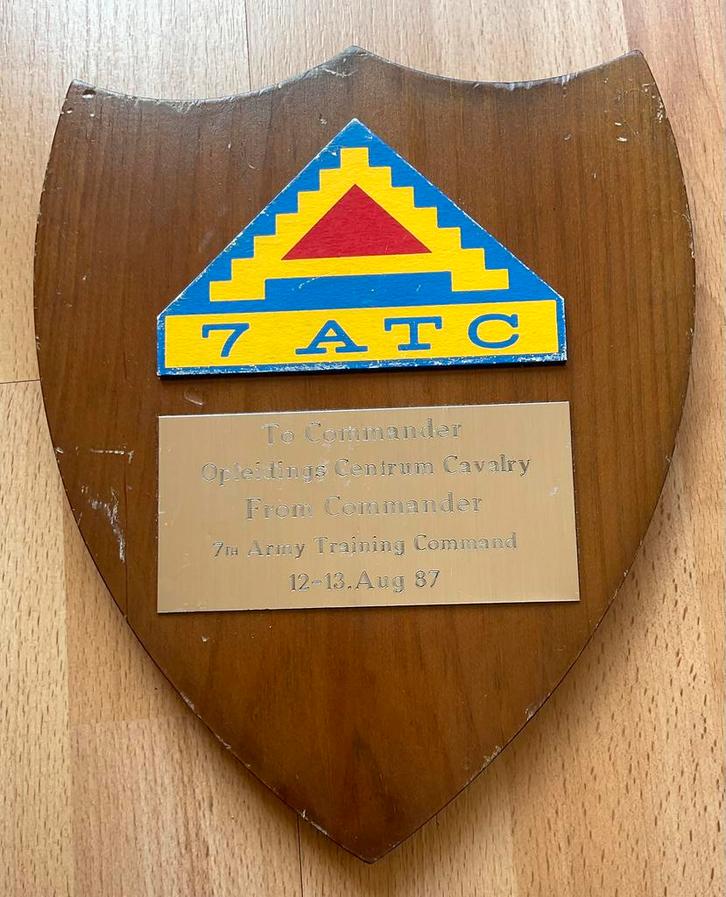 7 ATC
To Commander
Opleidings Centrum Cavalry
From Commander
7TH Army Training Command
12-13.Aug 87